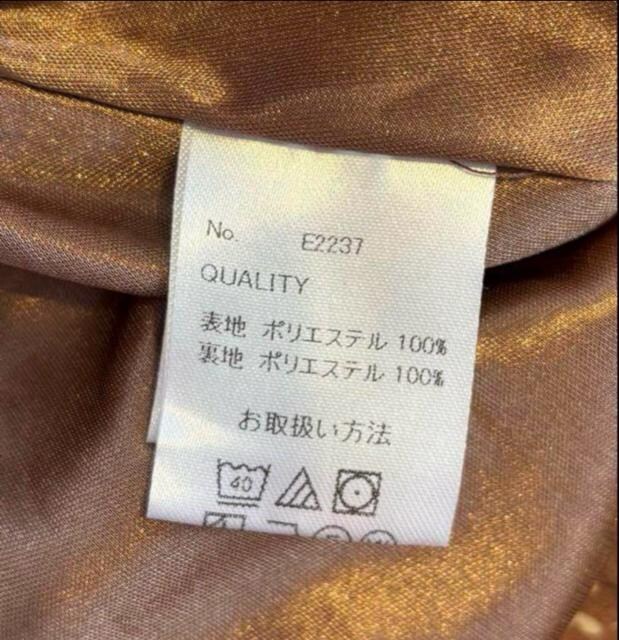 No. E2237
QUALITY
表地 ポリエステル 100%
裏地 ポリエステル 100%
お取扱い方法
40